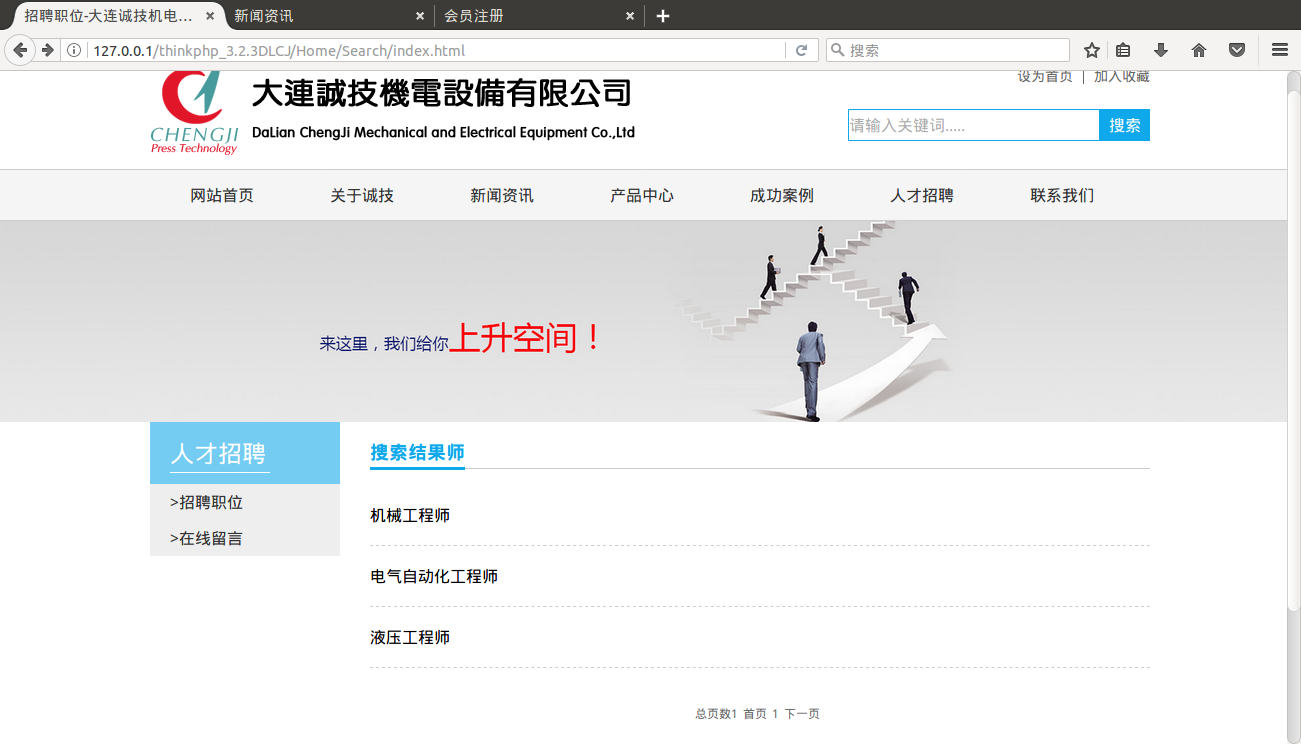 招聘职位-大连诚技机电... 新闻资讯 会员注册
127.0.0.1/thinkphp_3.2.3DLCJ/Home/Search/index.html 搜索
设为首页 | 加入收藏
大連誠技機電設備有限公司
CHENGJI
Press Technology
DaLian ChengJi Mechanical and Electrical Equipment Co.,Ltd
请输入关键词..... 搜索
网站首页 关于诚技 新闻资讯 产品中心 成功案例 人才招聘 联系我们
来这里，我们给你上升空间！
人才招聘
>招聘职位
>在线留言
搜索结果师
机械工程师
电气自动化工程师
液压工程师
总页数1 首页 1 下一页